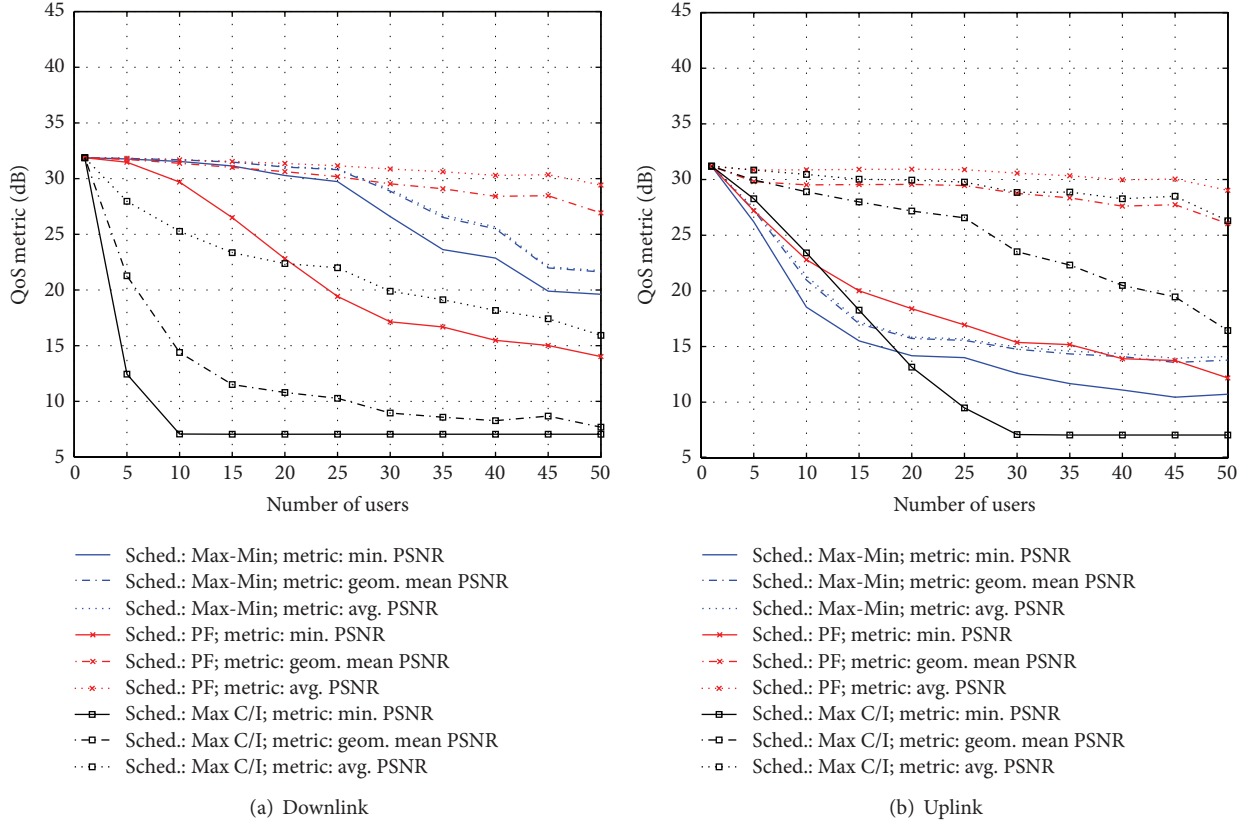 45
40
35
30
25
20
15
10
5
QoS metric (dB)
0 5 10 15 20 25 30 35 40 45 50
Number of users
Sched.: Max-Min; metric: min. PSNR
Sched.: Max-Min; metric: geom. mean PSNR
Sched.: Max-Min; metric: avg. PSNR
Sched.: PF; metric: min. PSNR
Sched.: PF; metric: geom. mean PSNR
Sched.: PF; metric: avg. PSNR
Sched.: Max C/I; metric: min. PSNR
Sched.: Max C/I; metric: geom. mean PSNR
Sched.: Max C/I; metric: avg. PSNR
(a) Downlink
45
40
35
30
25
20
15
10
5
QoS metric (dB)
0 5 10 15 20 25 30 35 40 45 50
Number of users
Sched.: Max-Min; metric: min. PSNR
Sched.: Max-Min; metric: geom. mean PSNR
Sched.: Max-Min; metric: avg. PSNR
Sched.: PF; metric: min. PSNR
Sched.: PF; metric: geom. mean PSNR
Sched.: PF; metric: avg. PSNR
Sched.: Max C/I; metric: min. PSNR
Sched.: Max C/I; metric: geom. mean PSNR
Sched.: Max C/I; metric: avg. PSNR
(b) Uplink